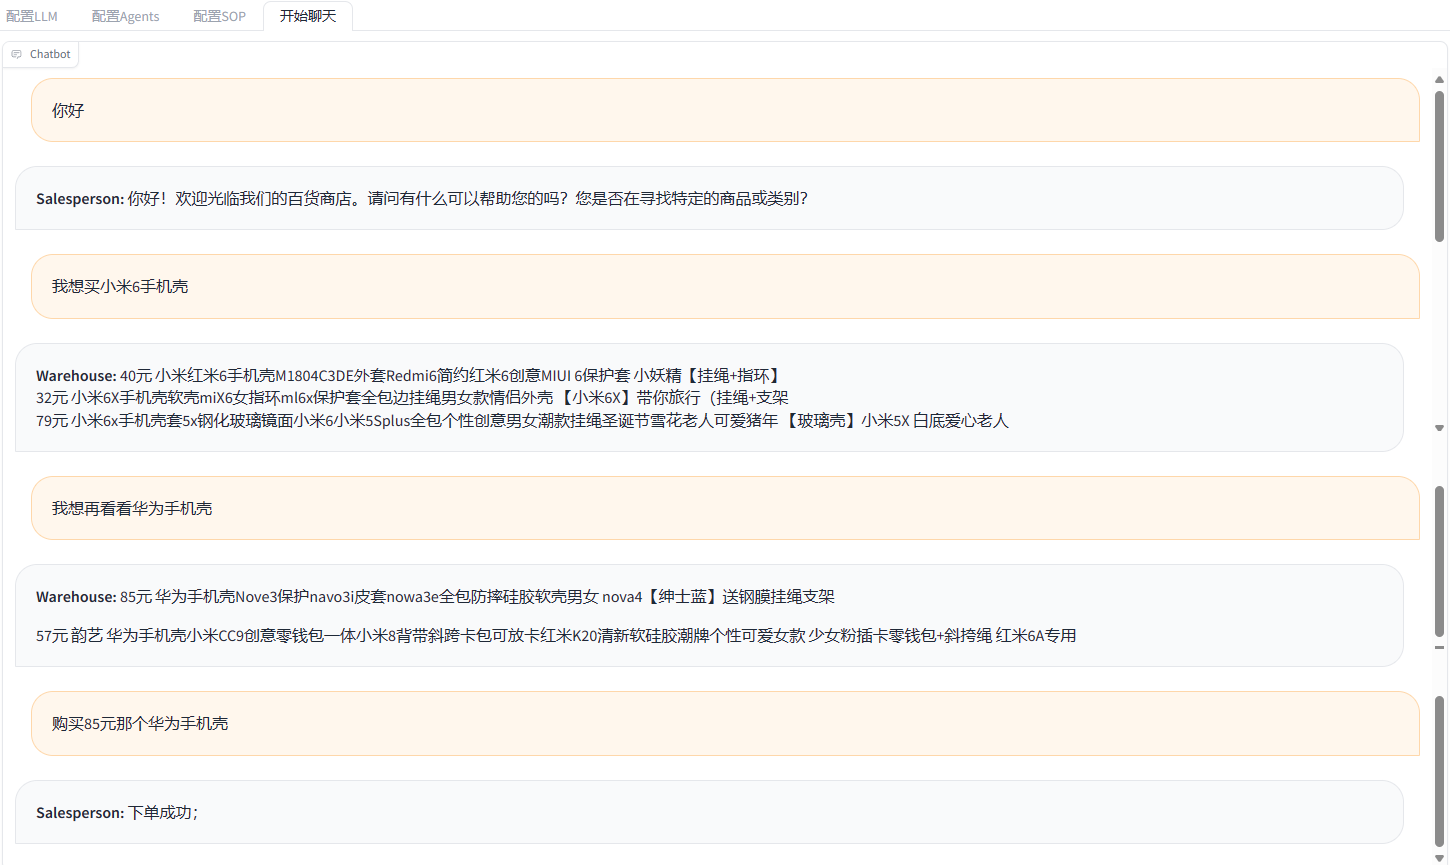 配置LLM 配置Agents 配置SOP 开始聊天
Chatbot
你好
Salesperson: 你好！欢迎光临我们的百货商店。请问有什么可以帮助您的吗？您是否在寻找特定的商品或类别？
我想买小米6手机壳
Warehouse: 40元 小米红米6手机壳M1804C3DE外套Redmi6简约红米6创意MIUI 6保护套 小妖精【挂绳+指环】
32元 小米6X手机壳软壳miX6女指环ml6x保护套全包边挂绳男女款情侣外壳 【小米6X】带你旅行（挂绳+支架
79元 小米6x手机壳套5x钢化玻璃镜面小米6小米5Splus全包个性创意男女潮款挂绳圣诞节雪花老人可爱猪年 【玻璃壳】小米5X 白底爱心老人
我想再看看华为手机壳
Warehouse: 85元 华为手机壳Nove3保护navo3i皮套nowa3e全包防摔硅胶软壳男女 nova4【绅士蓝】送钢膜挂绳支架
57元 韵艺 华为手机壳小米CC9创意零钱包一体小米8背带斜跨卡包可放卡红米K20清新软硅胶潮牌个性可爱女款 少女粉插卡零钱包+斜挎绳 红米6A专用
购买85元那个华为手机壳
Salesperson: 下单成功；